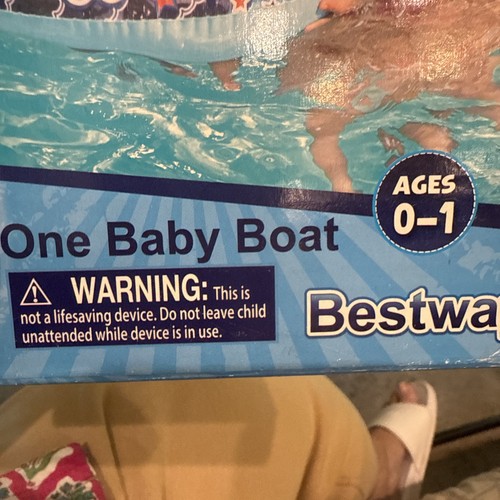 AGES
0–1
One Baby Boat
WARNING: This is
not a lifesaving device. Do not leave child
unattended while device is in use.